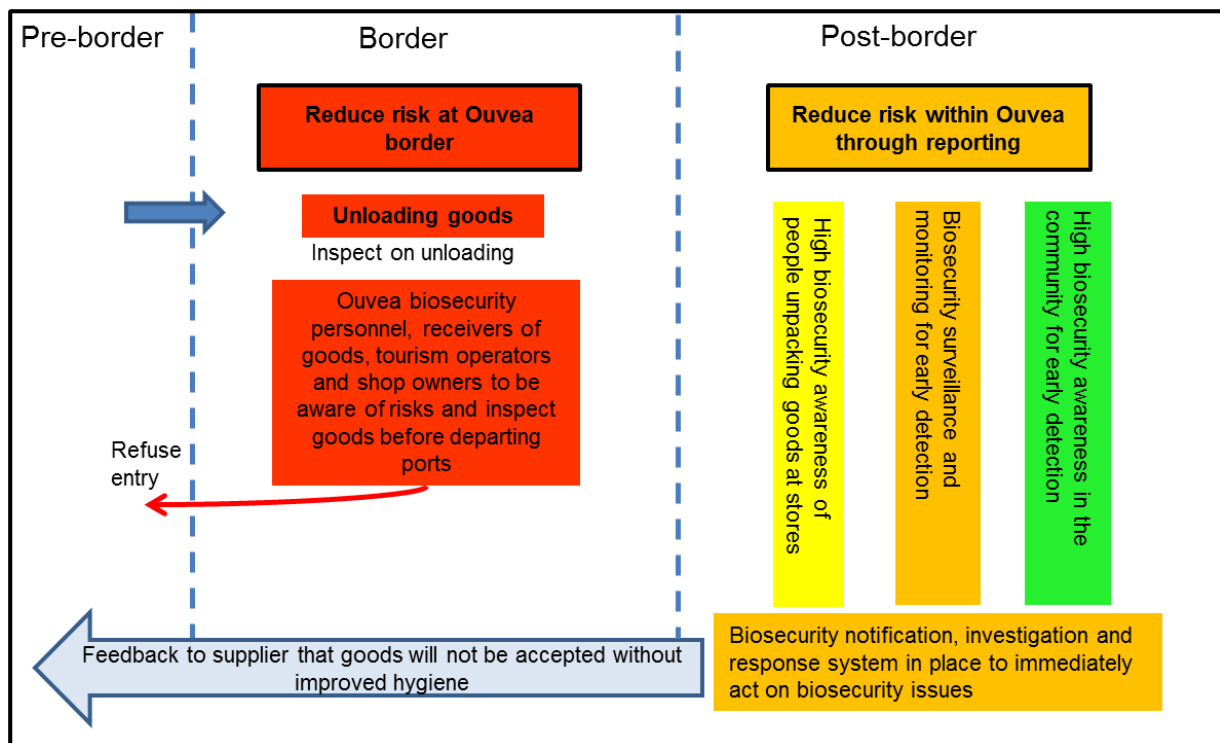 Pre-border
Border
Post-border
Reduce risk at Ouvea
border
Reduce risk within Ouvea
through reporting
Unloading goods
Inspect on unloading
Ouvea biosecurity
personnel, receivers of
goods, tourism operators
and shop owners to be
aware of risks and inspect
goods before departing
ports
Refuse
entry
High biosecurity awareness of
people unpacking goods at stores
Biosecurity surveillance and
monitoring for early detection
High biosecurity awareness in the
community for early detection
Feedback to supplier that goods will not be accepted without
improved hygiene
Biosecurity notification, investigation and
response system in place to immediately
act on biosecurity issues